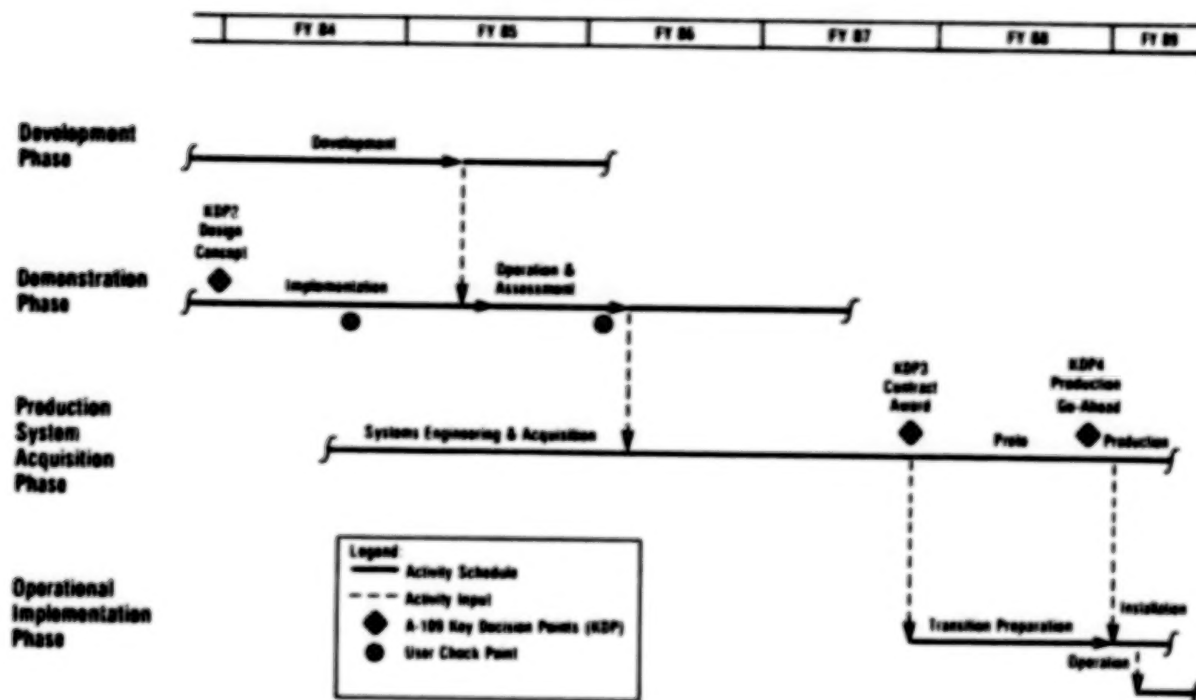 FY 84 FY 85 FY 86 FY 87 FY 88 FY 89
Development
Phase
Development
KDP2
Design
Concept
Demonstration
Phase
Implementation
Operation &
Assessment
Production
System
Acquisition
Phase
Systems Engineering & Acquisition
KDP3
Contract
Award
Proto
KDP4
Production
Go-Ahead
Production
Legend:
Activity Schedule
Activity Input
A-109 Key Decision Points (KDP)
User Check Point
Operational
Implementation
Phase
Transition Preparation
Installation
Operation